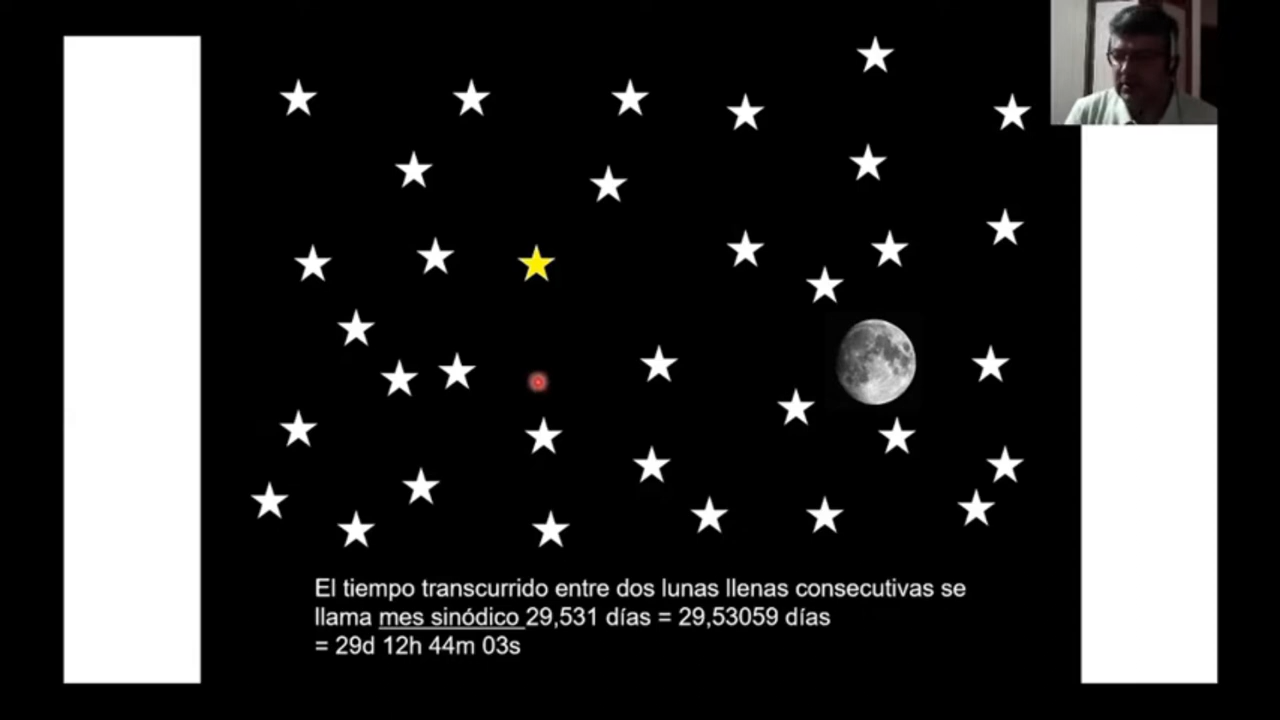 El tiempo transcurrido entre dos lunas llenas consecutivas se
llama mes sinódico 29,531 días = 29,53059 días
= 29d 12h 44m 03s